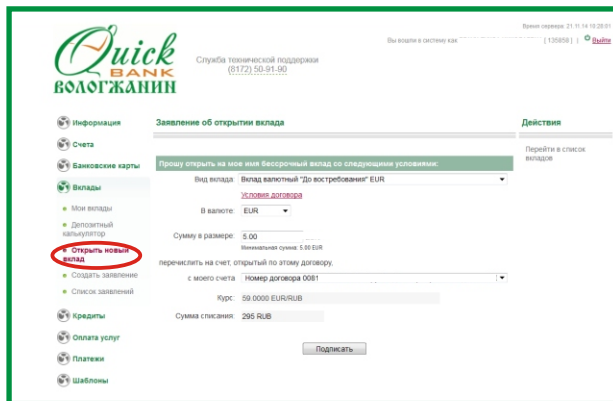 Время сервера: 21.11.14 10:28:01
Вы вошли в систему как
[ 135859 ] | Выйти
Quick
BANK
ВОЛОГЖАНИН
Служба технической поддержки
(8172) 50-91-90
Информация
Счета
Банковские карты
Вклады
Мои вклады
Депозитный
калькулятор
Открыть новый
вклад
Создать заявление
Список заявлений
Кредиты
Оплата услуг
Платежи
Шаблоны
Заявление об открытии вклада
Прошу открыть на мое имя бессрочный вклад со следующими условиями:
Вид вклада: Вклад валютный "До востребования" EUR
Условия договора
В валюте: EUR
Сумму в размере: 5.00
Минимальная сумма: 5.00 EUR
перечислить на счет, открытый по этому договору,
с моего счета Номер договора 0081
Курс: 59.0000 EUR/RUB
Сумма списания: 295 RUB
Подписать
Действия
Перейти в список
вкладов